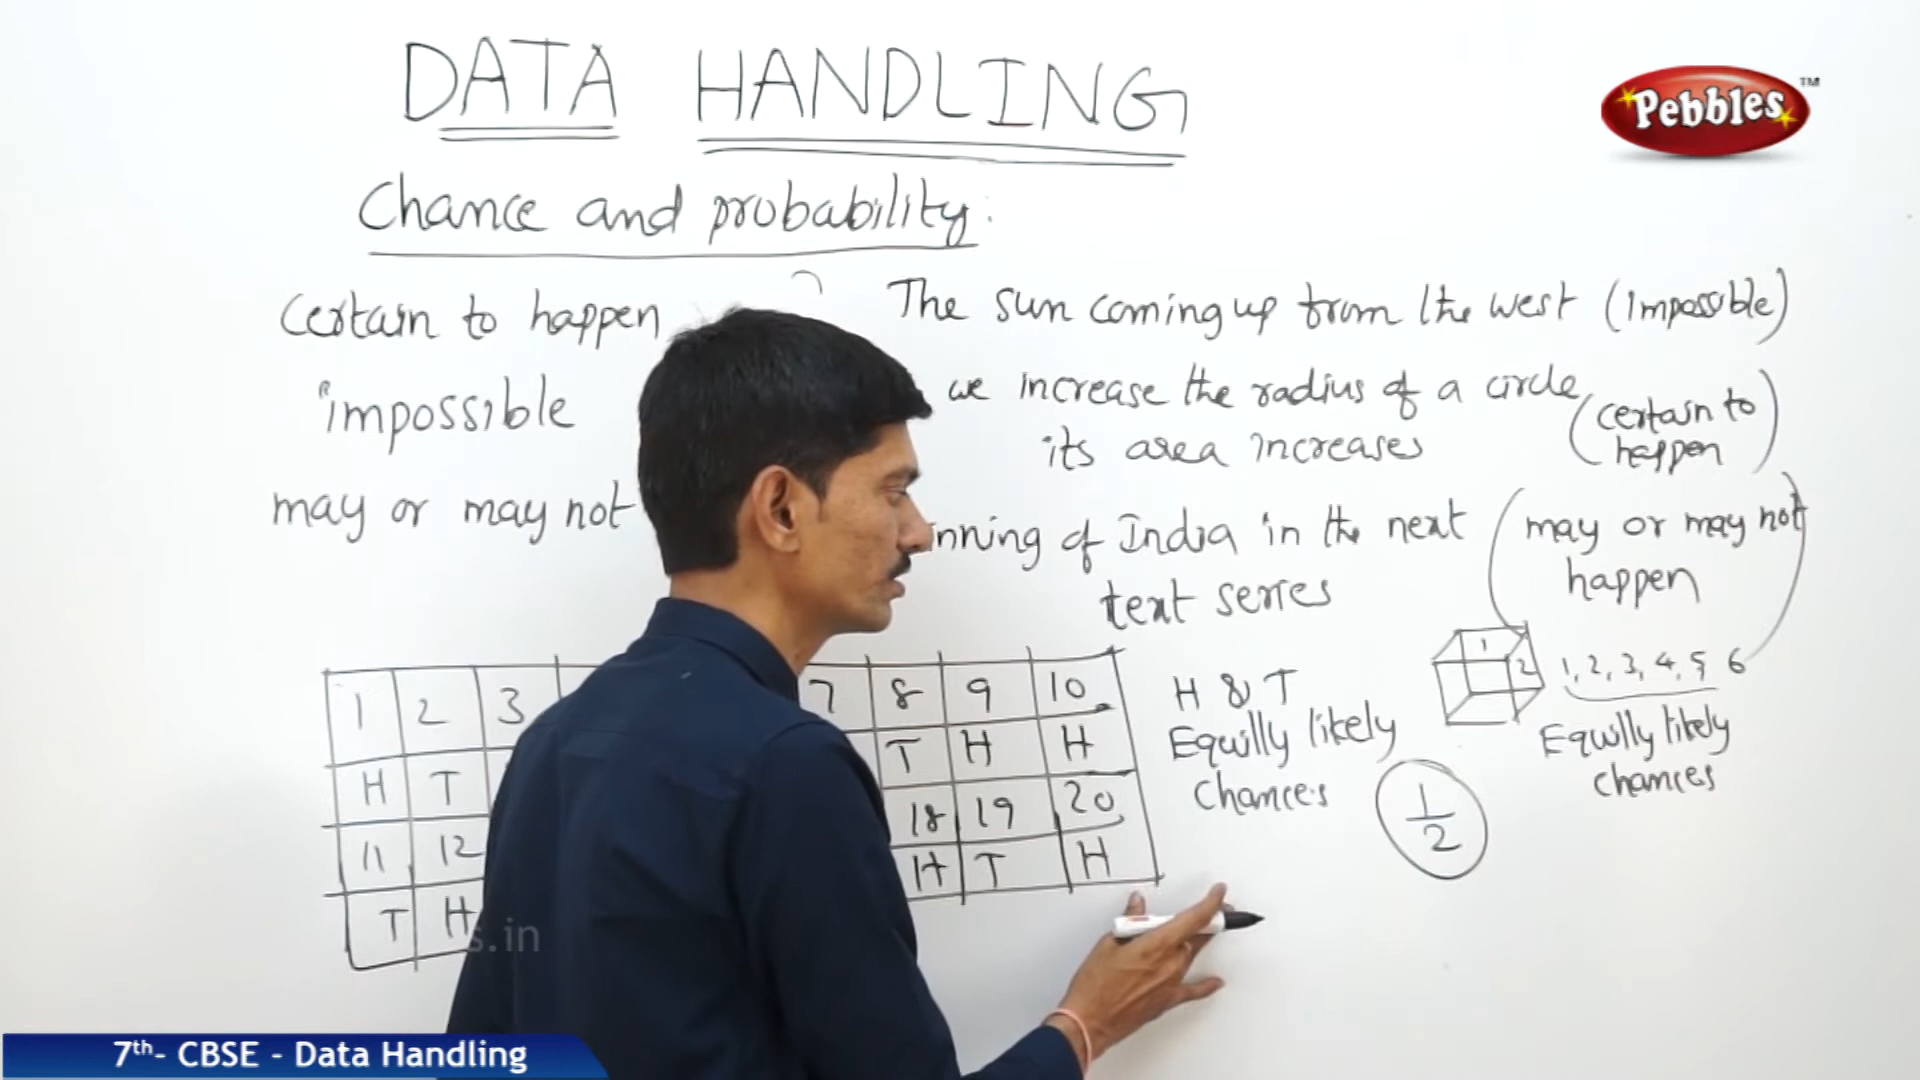 DATA HANDLING
Pebbles TM
Chance and probability:
certain to happen
impossible
may or may not
The sun coming up from the west (impossible)
we increase the radius of a circle
its area increases
(certain to happen)
nning of India in the next
text series
(may or may not happen)
1 2 3 7 8 9 10
H T T H H
11 12 18 19 20
T H H T H
H & T
Equilly likely
chances
1/2
1 2
1, 2, 3, 4, 5 6
Equilly likely
chances
s.in
7th- CBSE - Data Handling